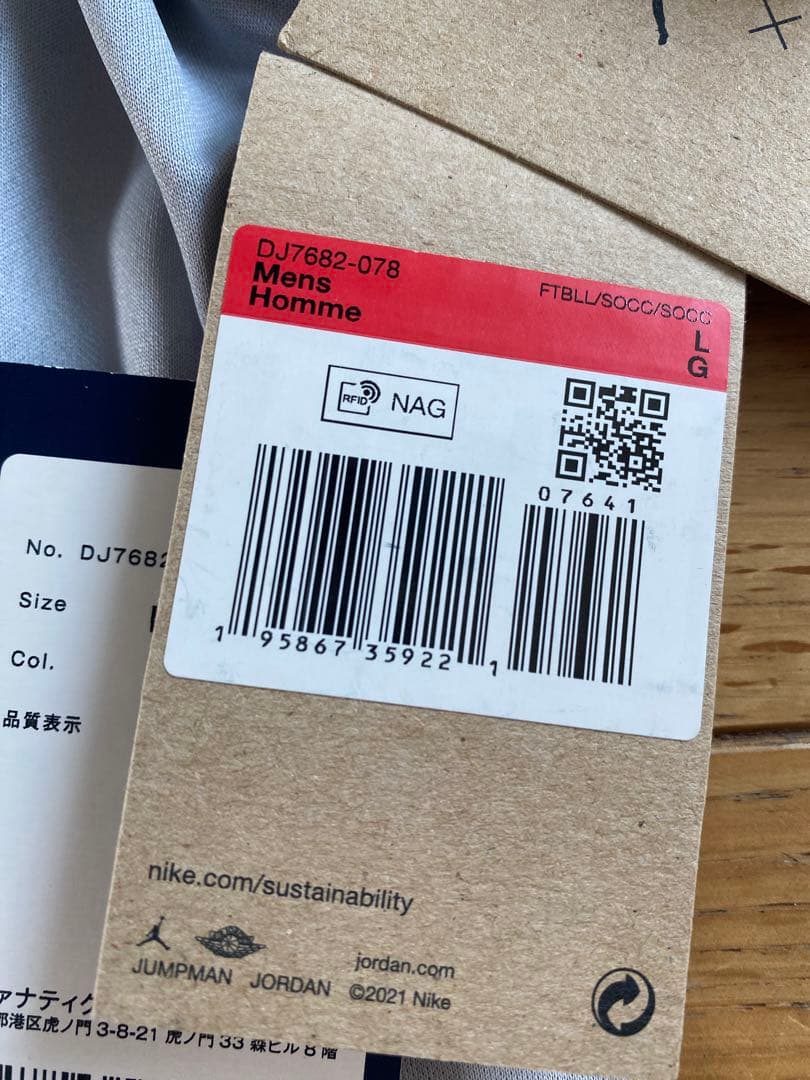 DJ7682-078
Mens
Homme
FTBLL/SOCC/SOCC
L
G
RFID
NAG
07641
1 95867 35922 1
No. DJ7682
Size
Col.
品質表示
nike.com/sustainability
JUMPMAN JORDAN
jordan.com
©2021 Nike
ァナティク
都港区虎ノ門 3-8-21 虎ノ門 33 森ビル 8 階